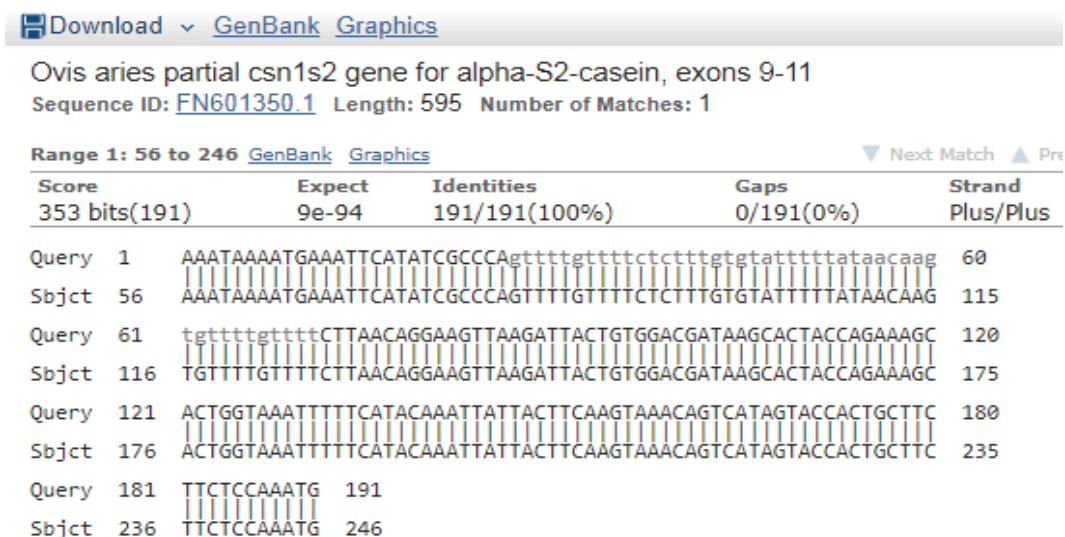 Download GenBank Graphics
Ovis aries partial csn1s2 gene for alpha-S2-casein, exons 9-11
Sequence ID: FN601350.1 Length: 595 Number of Matches: 1
Range 1: 56 to 246 GenBank Graphics Next Match Pre
Score Expect Identities Gaps Strand
353 bits(191) 9e-94 191/191(100%) 0/191(0%) Plus/Plus
Query 1 AAATAAAATGAAATTCATATCGCCCAgttttgttttctctttgtgtatttttataacaag 60
Sbjct 56 AAATAAAATGAAATTCATATCGCCCAGTTTTGTTTTCTCTTTGTGTATTTTTATAACAAG 115
Query 61 tgttttgttttCTTAACAGGAAGTTAAGATTACTGTGGACGATAAGCACTACCAGAAAGC 120
Sbjct 116 TGTTTTGTTTTCTTAACAGGAAGTTAAGATTACTGTGGACGATAAGCACTACCAGAAAGC 175
Query 121 ACTGGTAAATTTTTCATACAAATTATTACTTCAAGTAAACAGTCATAGTACCACTGCTTC 180
Sbjct 176 ACTGGTAAATTTTTCATACAAATTATTACTTCAAGTAAACAGTCATAGTACCACTGCTTC 235
Query 181 TTCTCCAAATG 191
Sbjct 236 TTCTCCAAATG 246